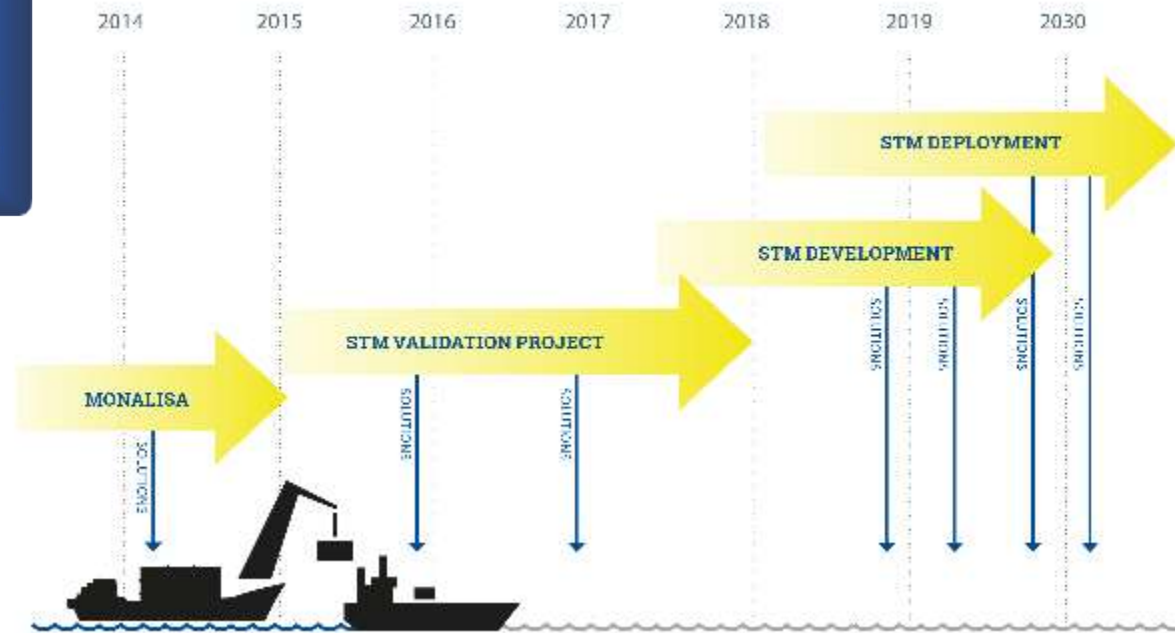 2014 2015 2016 2017 2018 2019 2030
STM DEPLOYMENT
STM DEVELOPMENT
STM VALIDATION PROJECT
MONALISA
SOLUTIONS
SOLUTIONS
SOLUTIONS
SOLUTIONS
SOLUTIONS
SOLUTIONS
SOLUTIONS